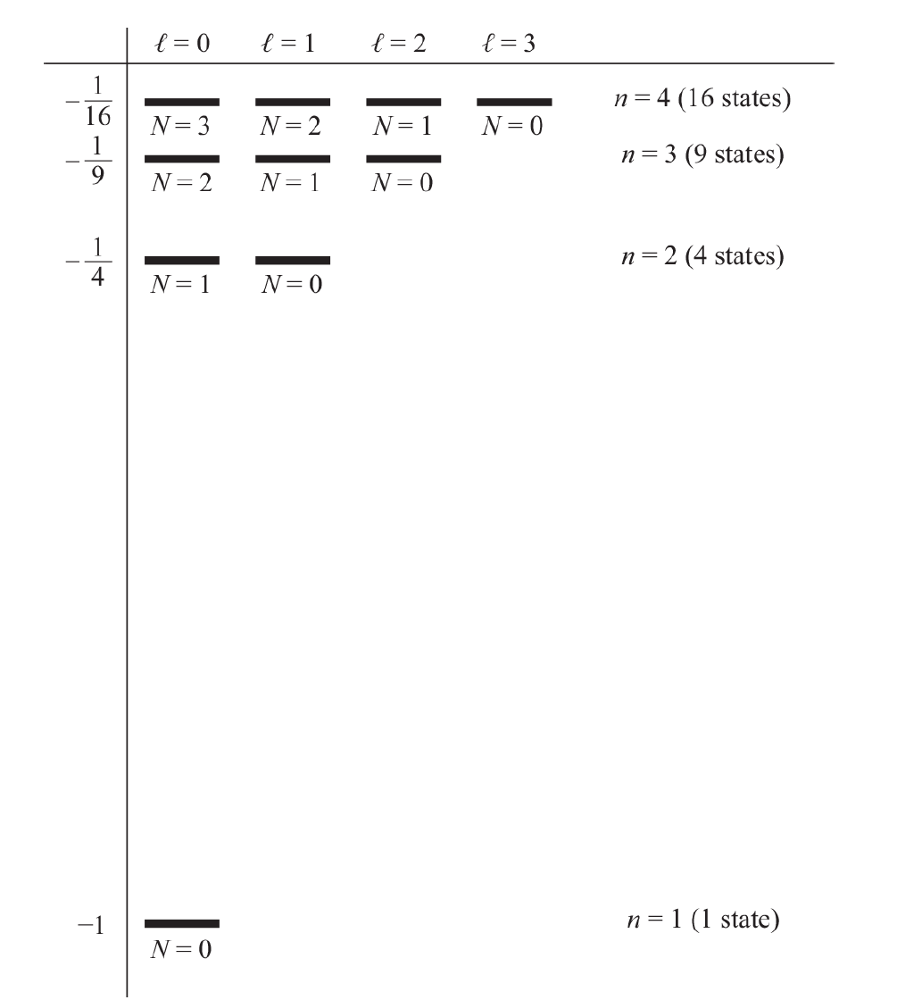 ℓ = 0 ℓ = 1 ℓ = 2 ℓ = 3
−1/16 n = 4 (16 states)
N = 3 N = 2 N = 1 N = 0
−1/9 n = 3 (9 states)
N = 2 N = 1 N = 0
−1/4 n = 2 (4 states)
N = 1 N = 0
−1 n = 1 (1 state)
N = 0